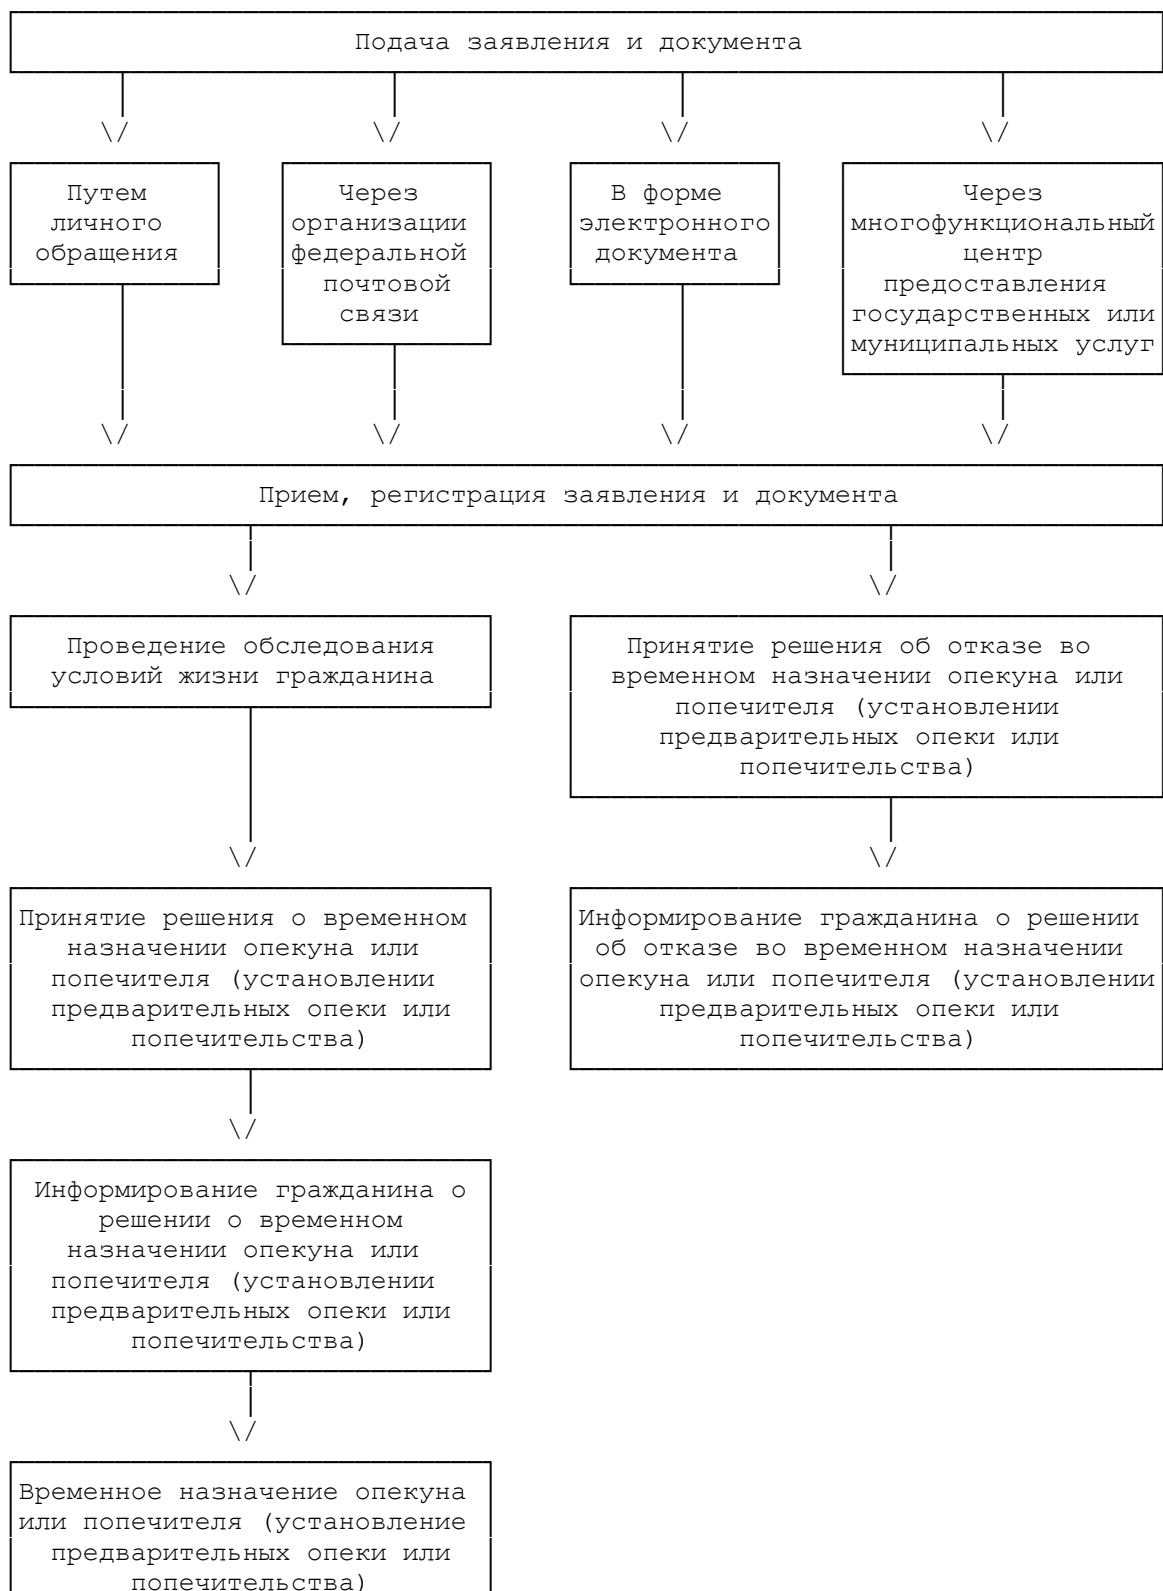 Подача заявления и документа
Путем
личного
обращения
Через
организации
федеральной
почтовой
связи
В форме
электронного
документа
Через
многофункциональный
центр
предоставления
государственных или
муниципальных услуг
Прием, регистрация заявления и документа
Проведение обследования
условий жизни гражданина
Принятие решения об отказе во
временном назначении опекуна или
попечителя (установлении
предварительных опеки или
попечительства)
Принятие решения о временном
назначении опекуна или
попечителя (установлении
предварительных опеки или
попечительства)
Информирование гражданина о решении
об отказе во временном назначении
опекуна или попечителя (установлении
предварительных опеки или
попечительства)
Информирование гражданина о
решении о временном
назначении опекуна или
попечителя (установлении
предварительных опеки или
попечительства)
Временное назначение опекуна
или попечителя (установление
предварительных опеки или
попечительства)